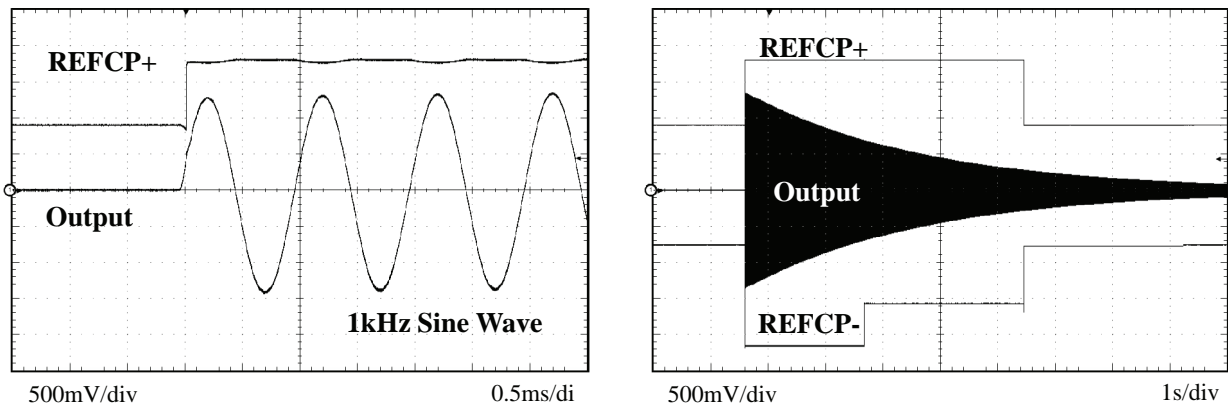 REFCP+
Output
1kHz Sine Wave
500mV/div
0.5ms/di
REFCP+
Output
REFCP-
500mV/div
1s/div